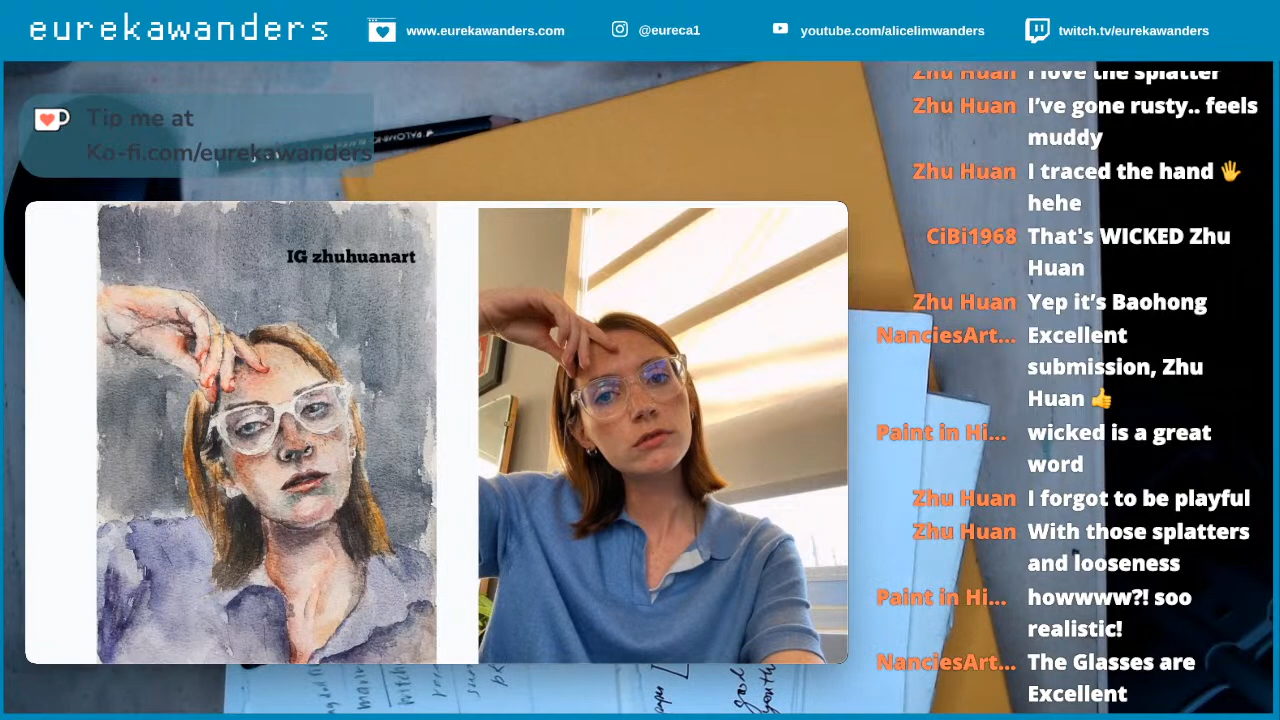 eurekawanders
www.eurekawanders.com
@eureca1
youtube.com/alicelimwanders
twitch.tv/eurekawanders
Tip me at
Ko-fi.com/eurekawanders
PALOMINO
IG zhuhuanart
Zhu Huan I love the splatter
Zhu Huan I’ve gone rusty.. feels
muddy
Zhu Huan I traced the hand 🖐
hehe
CiBi1968 That's WICKED Zhu
Huan
Zhu Huan Yep it’s Baohong
NanciesArt... Excellent
submission, Zhu
Huan 👍
Paint in Hi... wicked is a great
word
Zhu Huan I forgot to be playful
Zhu Huan With those splatters
and looseness
Paint in Hi... howwww?! soo
realistic!
NanciesArt... The Glasses are
Excellent